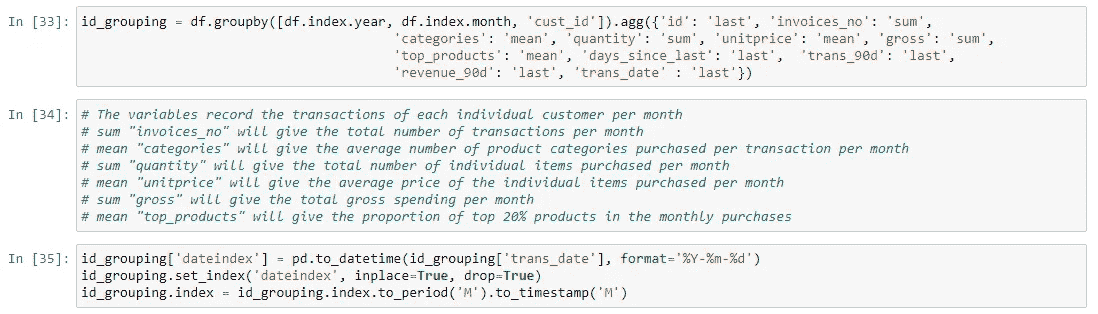 In [33]: id_grouping = df.groupby([df.index.year, df.index.month, 'cust_id']).agg({'id': 'last', 'invoices_no': 'sum',
'categories': 'mean', 'quantity': 'sum', 'unitprice': 'mean', 'gross': 'sum',
'top_products': 'mean', 'days_since_last': 'last',  'trans_90d': 'last',
'revenue_90d': 'last', 'trans_date' : 'last'})
In [34]: # The variables record the transactions of each individual customer per month
# sum "invoices_no" will give the total number of transactions per month
# mean "categories" will give the average number of product categories purchased per transaction per month
# sum "quantity" will give the total number of individual items purchased per month
# mean "unitprice" will give the average price of the individual items purchased per month
# sum "gross" will give the total gross spending per month
# mean "top_products" will give the proportion of top 20% products in the monthly purchases
In [35]: id_grouping['dateindex'] = pd.to_datetime(id_grouping['trans_date'], format='%Y-%m-%d')
id_grouping.set_index('dateindex', inplace=True, drop=True)
id_grouping.index = id_grouping.index.to_period('M').to_timestamp('M')